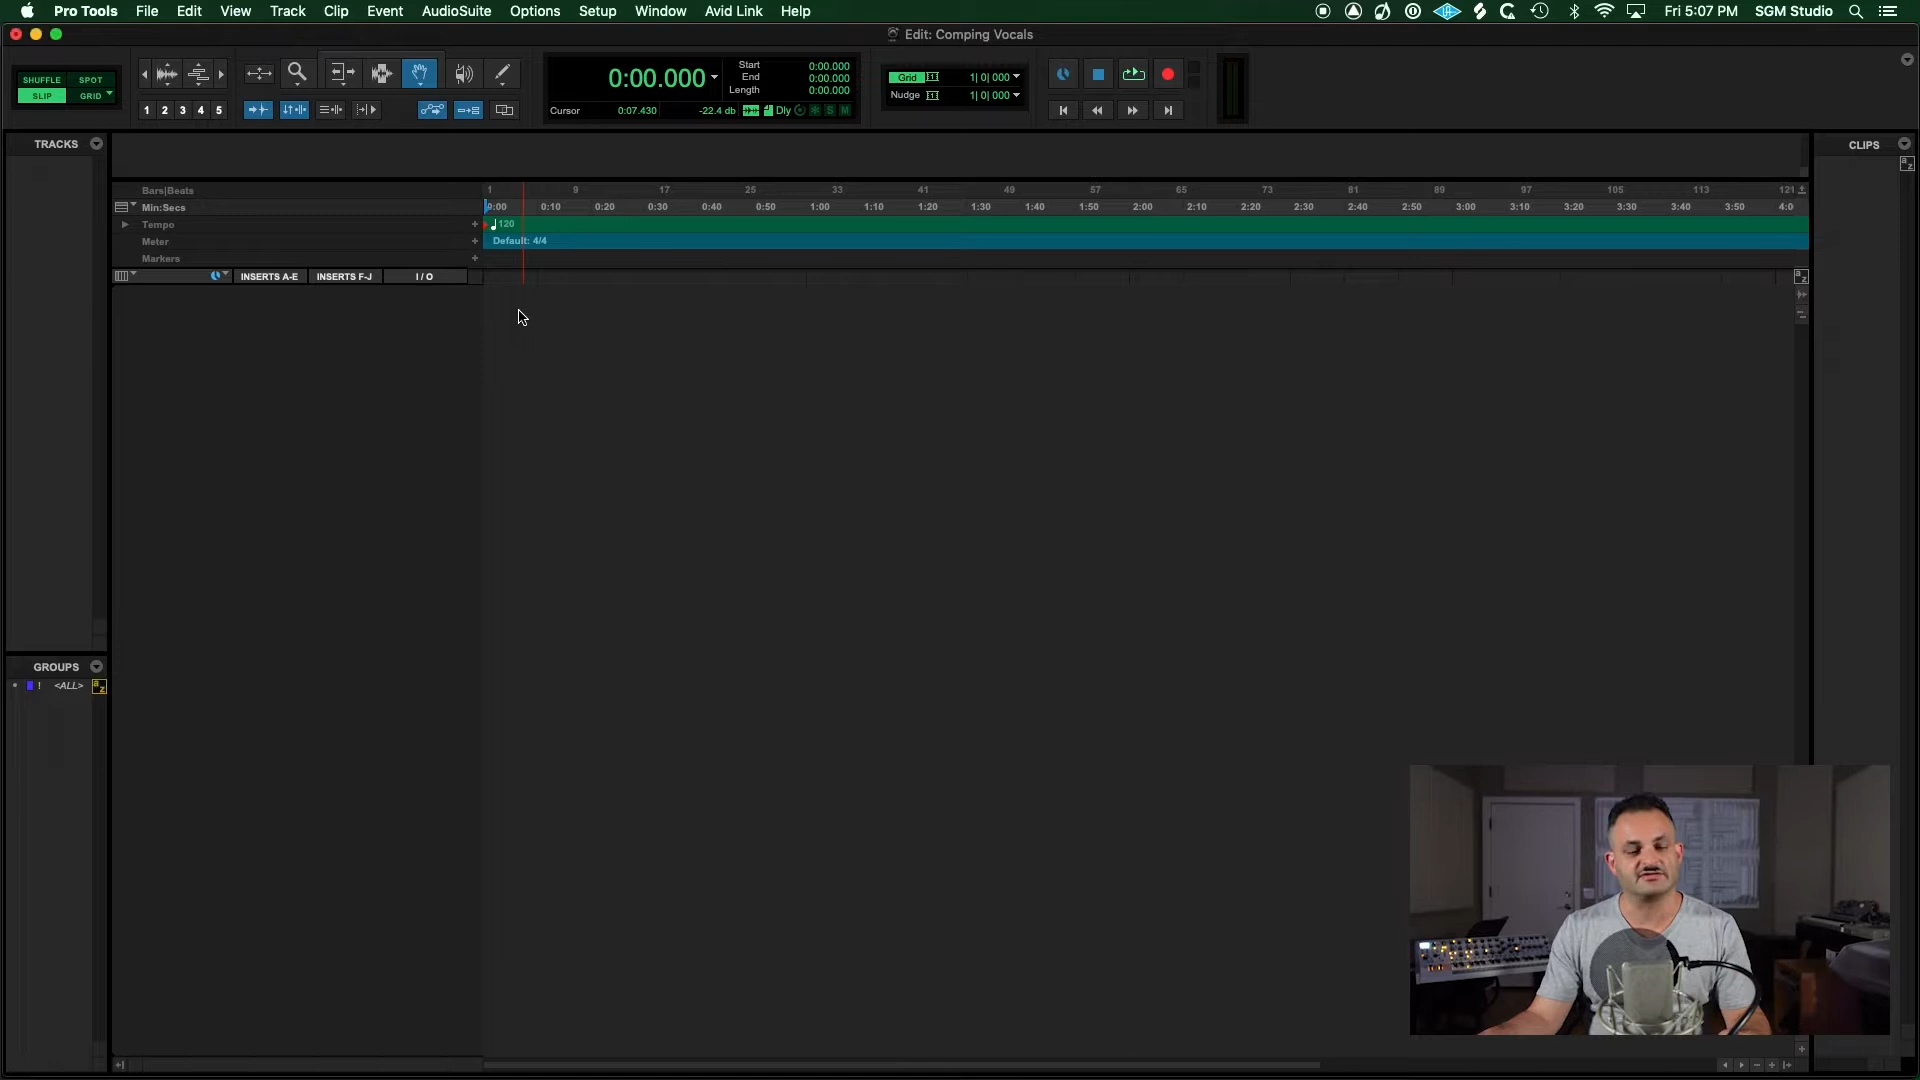 Pro Tools File Edit View Track Clip Event AudioSuite Options Setup Window Avid Link Help Fri 5:07 PM SGM Studio
Edit: Comping Vocals
SHUFFLE SPOT
SLIP GRID
1 2 3 4 5
0:00.000
Start 0:00.000
End 0:00.000
Length 0:00.000
Cursor 0:07.430 -22.4 db Dly S M
Grid 1| 0| 000
Nudge 1| 0| 000
TRACKS
CLIPS
a z
Bars|Beats 1 9 17 25 33 41 49 57 65 73 81 89 97 105 113 121
Min:Secs 0:00 0:10 0:20 0:30 0:40 0:50 1:00 1:10 1:20 1:30 1:40 1:50 2:00 2:10 2:20 2:30 2:40 2:50 3:00 3:10 3:20 3:30 3:40 3:50 4:0
Tempo 120
Meter Default: 4/4
Markers
INSERTS A-E INSERTS F-J I / O
a z
GROUPS
! <ALL> a z